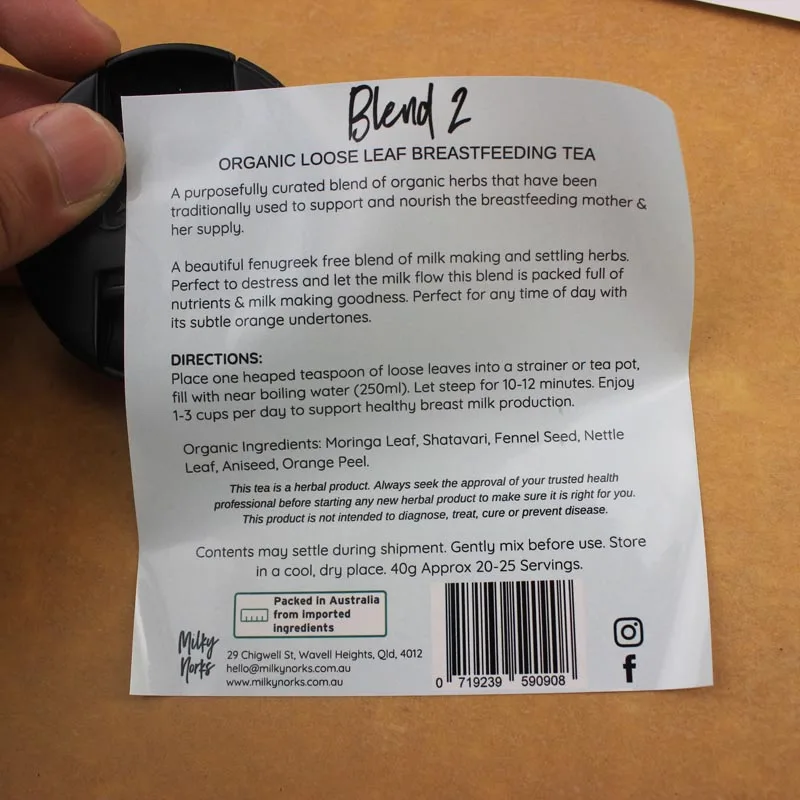 Blend 2
ORGANIC LOOSE LEAF BREASTFEEDING TEA
A purposefully curated blend of organic herbs that have been
traditionally used to support and nourish the breastfeeding mother &
her supply.
A beautiful fenugreek free blend of milk making and settling herbs.
Perfect to destress and let the milk flow this blend is packed full of
nutrients & milk making goodness. Perfect for any time of day with
its subtle orange undertones.
DIRECTIONS:
Place one heaped teaspoon of loose leaves into a strainer or tea pot,
fill with near boiling water (250ml). Let steep for 10-12 minutes. Enjoy
1-3 cups per day to support healthy breast milk production.
Organic Ingredients: Moringa Leaf, Shatavari, Fennel Seed, Nettle
Leaf, Aniseed, Orange Peel.
This tea is a herbal product. Always seek the approval of your trusted health
professional before starting any new herbal product to make sure it is right for you.
This product is not intended to diagnose, treat, cure or prevent disease.
Contents may settle during shipment. Gently mix before use. Store
in a cool, dry place. 40g Approx 20-25 Servings.
Packed in Australia
from imported
ingredients
Milky
Norks
29 Chigwell St, Wavell Heights, Qld, 4012
hello@milkynorks.com.au
www.milkynorks.com.au
0 719239 590908